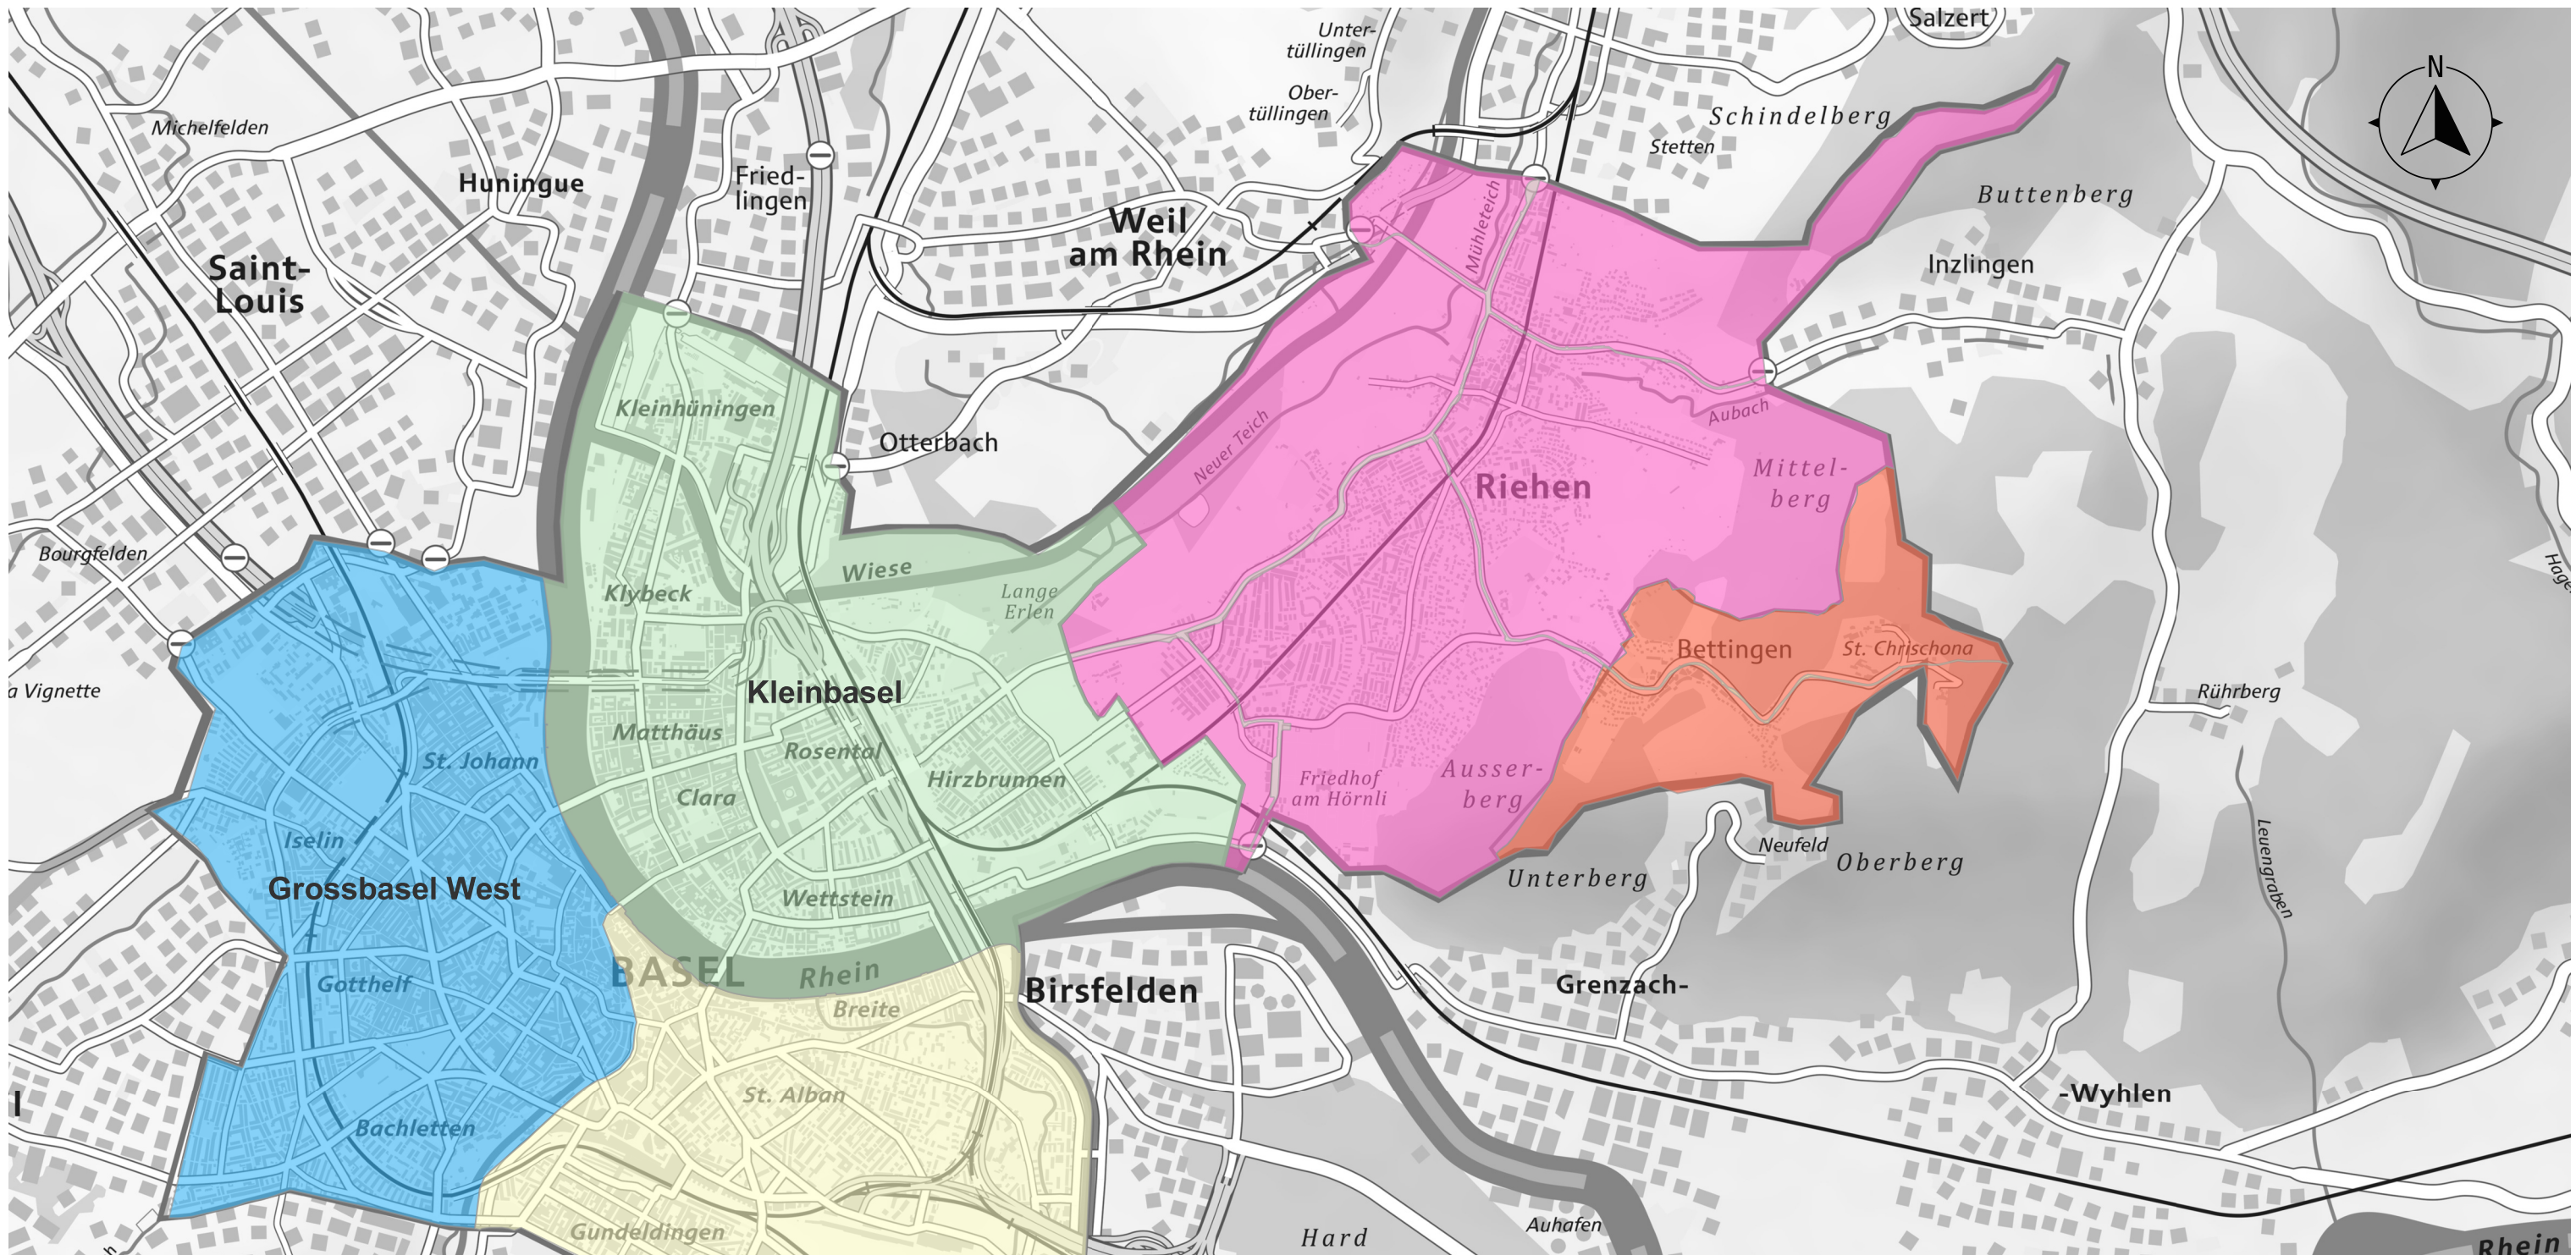 Salzert
Unter-
tüllingen
Ober-
tüllingen
N
Schindelberg
Stetten
Michelfelden
Huningue
Fried-
lingen
Weil
am Rhein
Buttenberg
Inzlingen
Saint-
Louis
Mühleteich
Kleinhüningen
Otterbach
Neuer Teich
Aubach
Riehen
Mittel-
berg
Bourgfelden
Wiese
Klybeck
Lange
Erlen
Bettingen
St. Chrischona
a Vignette
Kleinbasel
Rührberg
Matthäus
Rosental
St. Johann
Hirzbrunnen
Clara
Friedhof
am Hörnli
Ausser-
berg
Iselin
Neufeld
Oberberg
Unterberg
Leuengraben
Grossbasel West
Wettstein
BASEL
Rhein
Breite
Birsfelden
Gotthelf
Grenzach-
St. Alban
-Wyhlen
l
Bachletten
Gundeldingen
Auhafen
Hard
Rhein
h